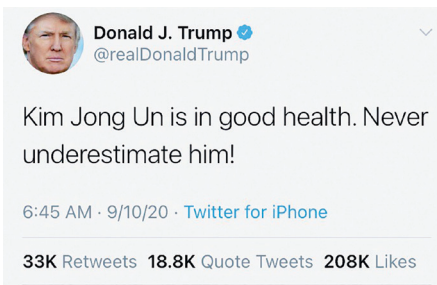 Donald J. Trump
@realDonaldTrump
Kim Jong Un is in good health. Never
underestimate him!
6:45 AM · 9/10/20 · Twitter for iPhone
33K Retweets 18.8K Quote Tweets 208K Likes